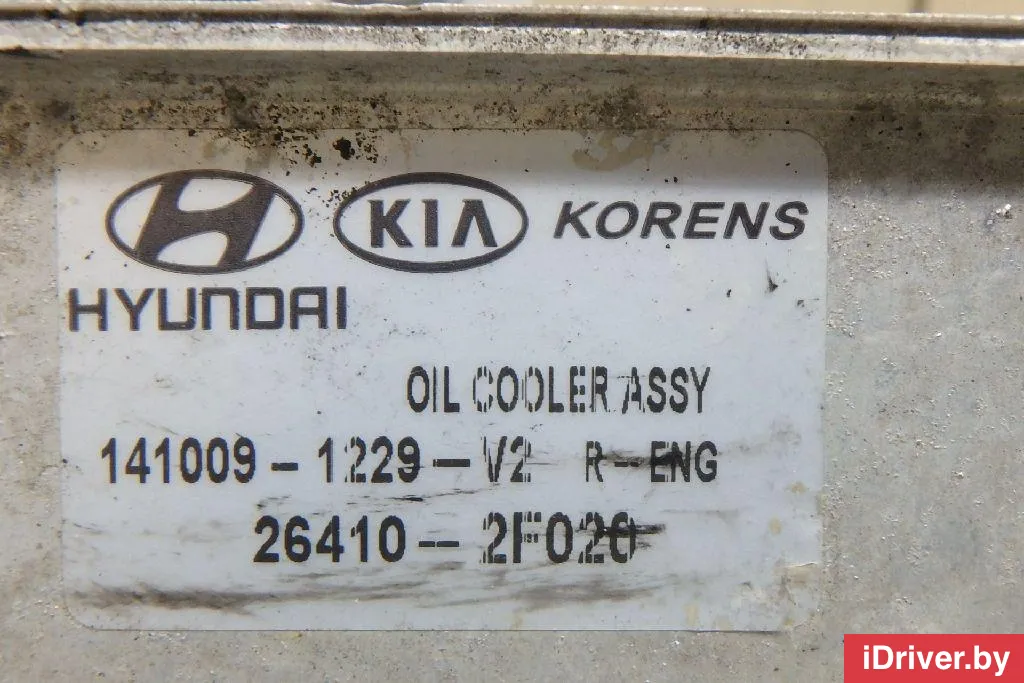 KIA KORENS
HYUNDAI
OIL COOLER ASSY
141009-1229-V2 R-ENG
26410-2F020
iDriver.by